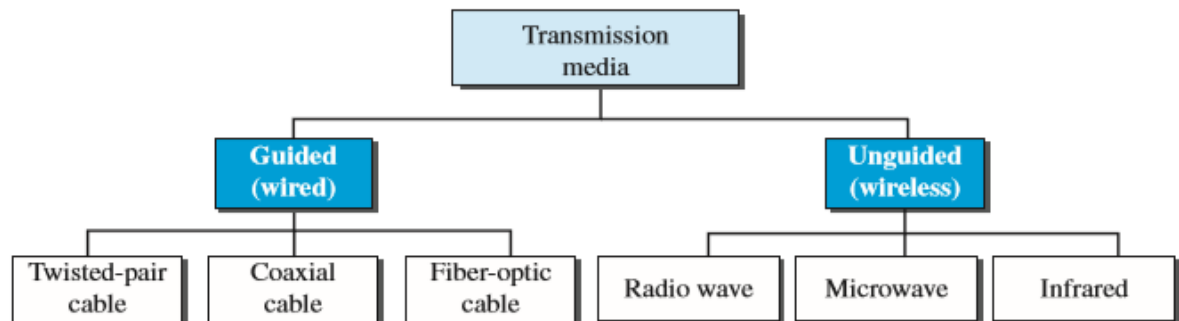 Transmission
media
Guided
(wired)
Unguided
(wireless)
Twisted-pair
cable
Coaxial
cable
Fiber-optic
cable
Radio wave
Microwave
Infrared